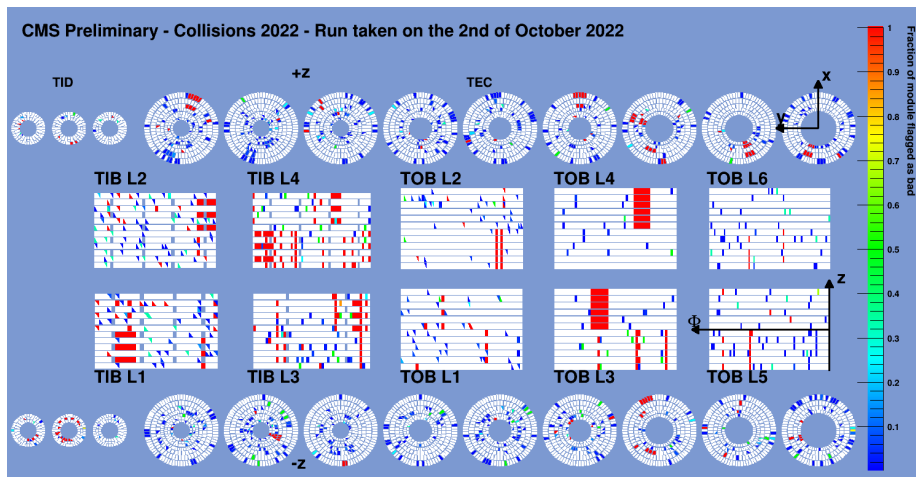 CMS Preliminary - Collisions 2022 - Run taken on the 2nd of October 2022
TID
+z
TEC
x
y
TIB L2
TIB L4
TOB L2
TOB L4
TOB L6
z
Φ
TIB L1
TIB L3
TOB L1
TOB L3
TOB L5
-z
1
0.9
0.8
0.7
0.6
0.5
0.4
0.3
0.2
0.1
Fraction of module flagged as bad